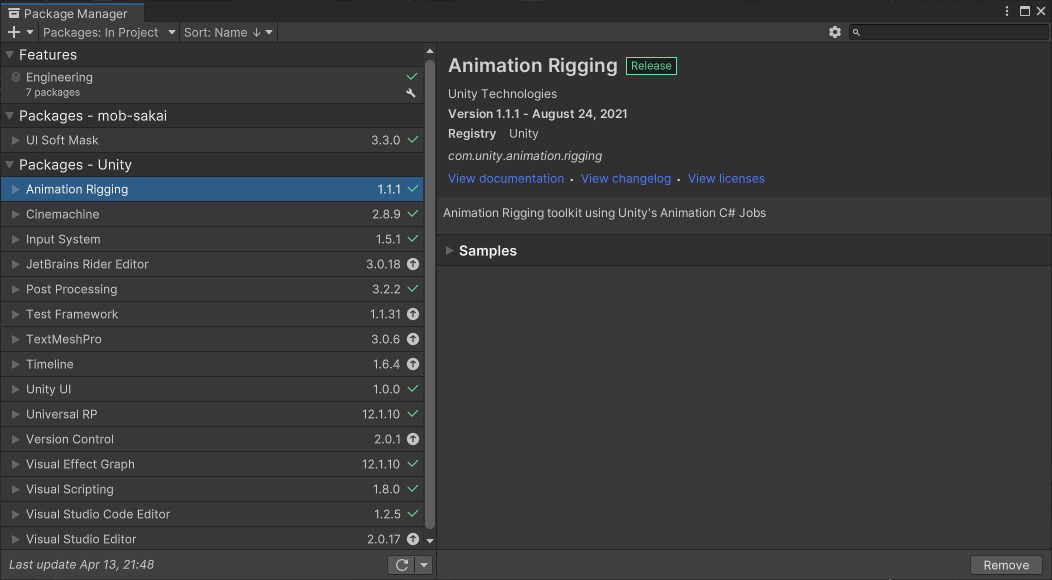 Package Manager
Packages: In Project
Sort: Name ↓
Features
Engineering
7 packages
Packages - mob-sakai
UI Soft Mask 3.3.0
Packages - Unity
Animation Rigging 1.1.1
Cinemachine 2.8.9
Input System 1.5.1
JetBrains Rider Editor 3.0.18
Post Processing 3.2.2
Test Framework 1.1.31
TextMeshPro 3.0.6
Timeline 1.6.4
Unity UI 1.0.0
Universal RP 12.1.10
Version Control 2.0.1
Visual Effect Graph 12.1.10
Visual Scripting 1.8.0
Visual Studio Code Editor 1.2.5
Visual Studio Editor 2.0.17
Last update Apr 13, 21:48
Animation Rigging Release
Unity Technologies
Version 1.1.1 - August 24, 2021
Registry Unity
com.unity.animation.rigging
View documentation • View changelog • View licenses
Animation Rigging toolkit using Unity's Animation C# Jobs
Samples
Remove